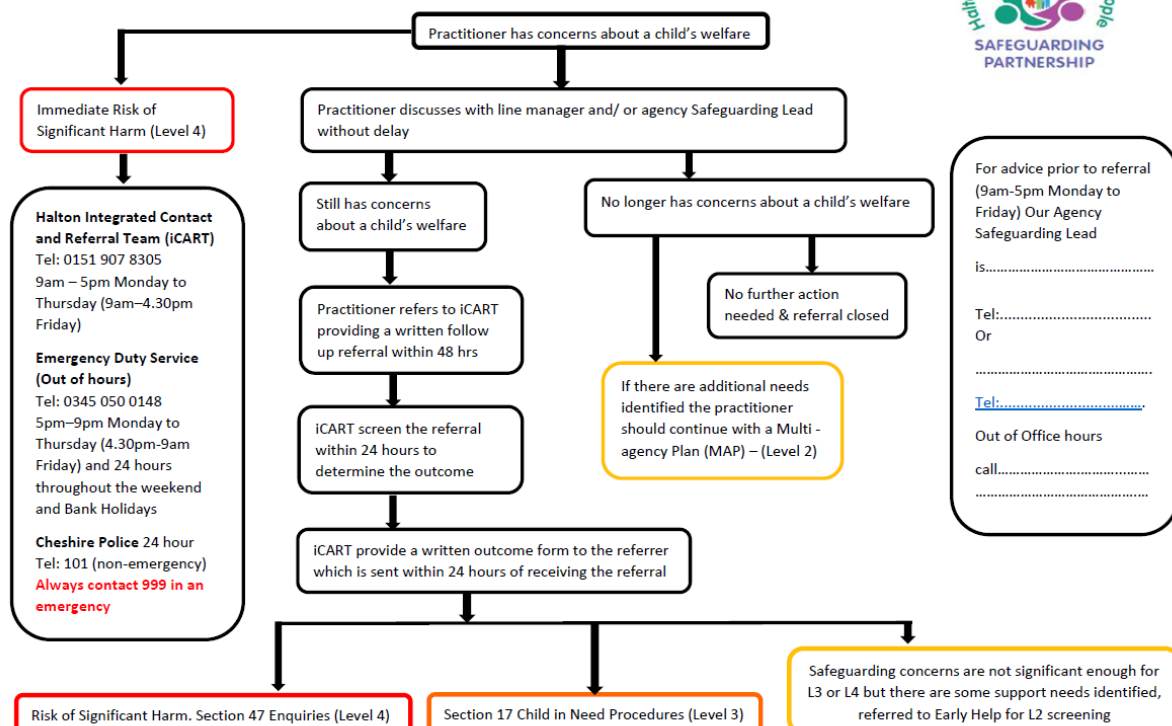 Halt
ople
SAFEGUARDING
PARTNERSHIP
Practitioner has concerns about a child’s welfare
Immediate Risk of
Significant Harm (Level 4)
Practitioner discusses with line manager and/ or agency Safeguarding Lead
without delay
Halton Integrated Contact
and Referral Team (iCART)
Tel: 0151 907 8305
9am – 5pm Monday to
Thursday (9am–4.30pm
Friday)
Emergency Duty Service
(Out of hours)
Tel: 0345 050 0148
5pm–9pm Monday to
Thursday (4.30pm-9am
Friday) and 24 hours
throughout the weekend
and Bank Holidays
Cheshire Police 24 hour
Tel: 101 (non-emergency)
Always contact 999 in an
emergency
Still has concerns
about a child’s welfare
No longer has concerns about a child’s welfare
Practitioner refers to iCART
providing a written follow
up referral within 48 hrs
No further action
needed & referral closed
iCART screen the referral
within 24 hours to
determine the outcome
If there are additional needs
identified the practitioner
should continue with a Multi -
agency Plan (MAP) – (Level 2)
iCART provide a written outcome form to the referrer
which is sent within 24 hours of receiving the referral
For advice prior to referral
(9am-5pm Monday to
Friday) Our Agency
Safeguarding Lead
is………………………………………
Tel:....................................
Or
……………………………………….
Tel:...................................
Out of Office hours
call………………………………….
……………………………………….
Risk of Significant Harm. Section 47 Enquiries (Level 4)
Section 17 Child in Need Procedures (Level 3)
Safeguarding concerns are not significant enough for
L3 or L4 but there are some support needs identified,
referred to Early Help for L2 screening